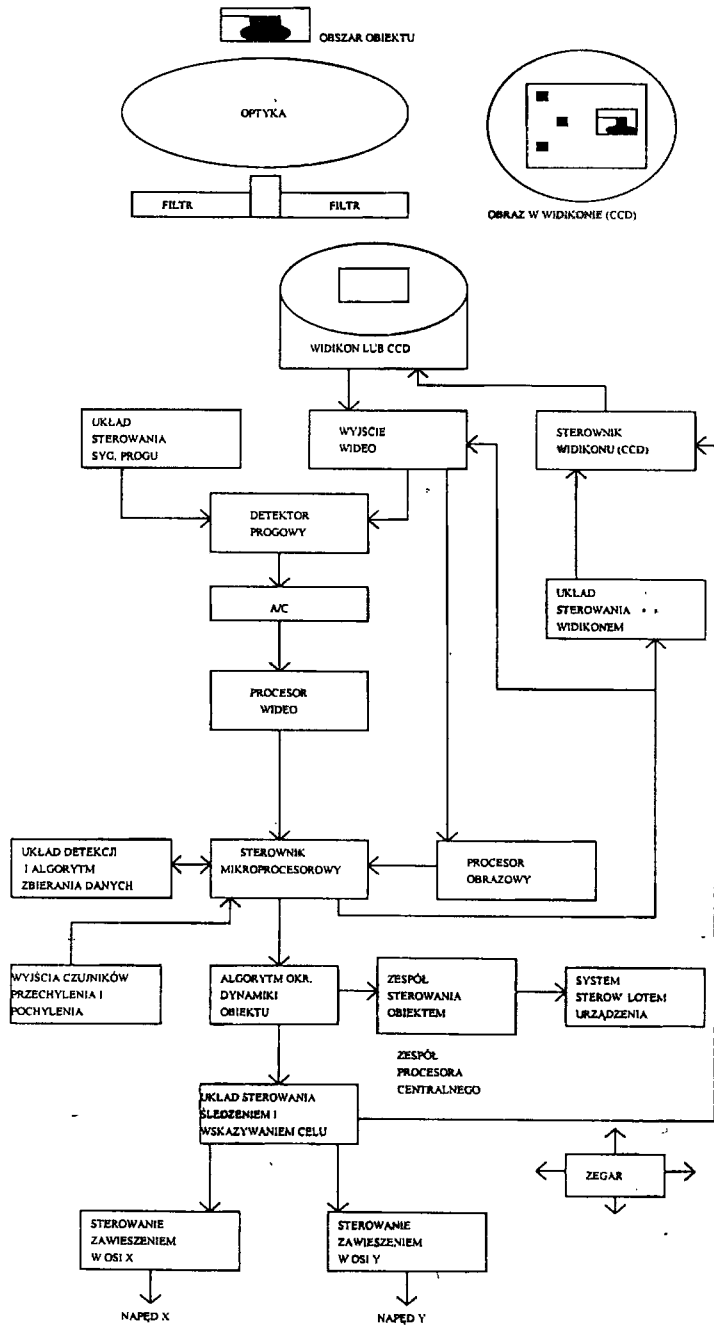 OBSZAR OBIEKTU
OPTYKA
FILTR
FILTR
OBRAZ W WIDIKONIE (CCD)
WIDIKON LUB CCD
UKŁAD
STEROWANIA
SYG. PROGU
WYJŚCIE
WIDEO
STEROWNIK
WIDIKONU (CCD)
DETEKTOR
PROGOWY
A/C
UKŁAD
STEROWANIA
WIDIKONEM
PROCESOR
WIDEO
UKŁAD DETEKCJI
I ALGORYTM
ZBIERANIA DANYCH
STEROWNIK
MIKROPROCESOROWY
PROCESOR
OBRAZOWY
WYJŚCIA CZUJNIKÓW
PRZECHYLENIA I
POCHYLENIA
ALGORYTM OKR.
DYNAMIKI
OBIEKTU
ZESPÓŁ
STEROWANIA
OBIEKTEM
SYSTEM
STEROW LOTEM
URZĄDZENIA
ZESPÓŁ
PROCESORA
CENTRALNEGO
UKŁAD STEROWANIA
ŚLEDZENIEM I
WSKAZYWANIEM CELU
ZEGAR
STEROWANIE
ZAWIESZENIEM
W OSI X
STEROWANIE
ZAWIESZENIEM
W OSI Y
NAPĘD X
NAPĘD Y